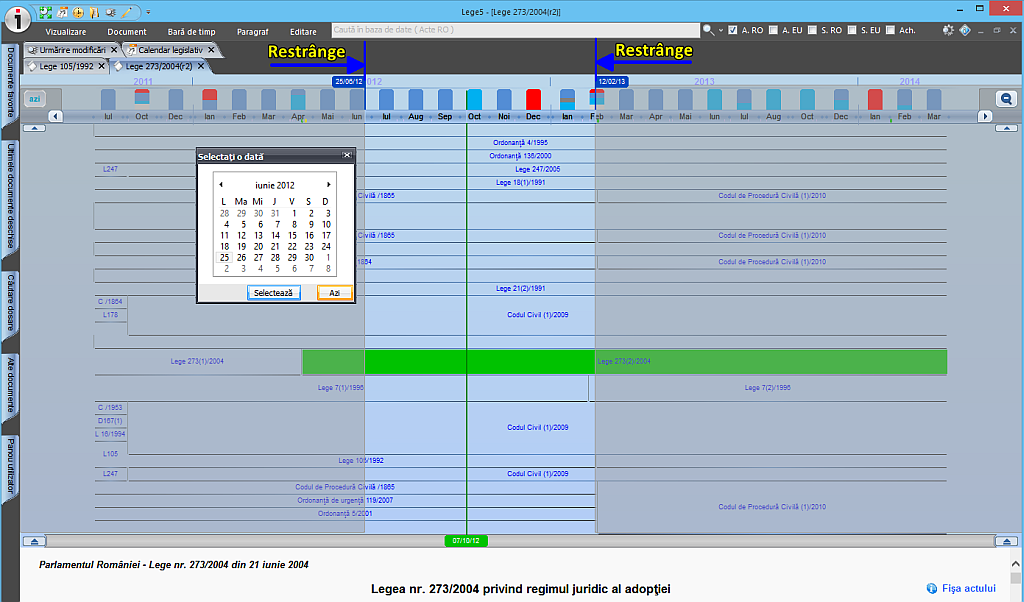 Lege5 - [Lege 273/2004(r2)]
Vizualizare Document Bară de timp Paragraf Editare
Caută în baza de date ( Acte RO )
A. RO A. EU S. RO S. EU Ach.
Urmărire modificări Calendar legislativ
Lege 105/1992 Lege 273/2004(r2)
Restrânge
Restrânge
2011 2012 2013 2014
25/06/12
12/02/13
azi
Iul Oct Dec Ian Feb Mar Apr Mai Iun Iul Aug Sep Oct Noi Dec Ian Feb Mar Apr Mai Iun Iul Aug Oct Dec Ian Feb Mar
Documente favorite
Ultimele documente deschise
Căutare dosare
Alte documente
Panou utilizator
Ordonanţă 4/1995
Ordonanţă 136/2000
L247
Lege 247/2005
Lege 18(1)/1991
Selectaţi o dată
iunie 2012
L Ma Mi J V S D
28 29 30 31 1 2 3
4 5 6 7 8 9 10
11 12 13 14 15 16 17
18 19 20 21 22 23 24
25 26 27 28 29 30 1
2 3 4 5 6 7 8
Selectează Azi
Civilă /1865
Codul de Procedură Civilă (1)/2010
Civilă /1865
Codul de Procedură Civilă (1)/2010
Codul de Procedură Civilă (1)/2010
Lege 21(2)/1991
C /1864
L178
Codul Civil (1)/2009
Lege 273(1)/2004
Lege 273(2)/2004
Lege 7(1)/1996
Lege 7(2)/1996
C /1953
D167(1)
L 16/1994
Codul Civil (1)/2009
L105
Lege 105/1992
L247
Codul Civil (1)/2009
Codul de Procedură Civilă /1865
Ordonanţă de urgenţă 119/2007
Ordonanţă 5/2001
Codul de Procedură Civilă (1)/2010
07/10/12
Parlamentul României - Lege nr. 273/2004 din 21 iunie 2004
Legea nr. 273/2004 privind regimul juridic al adopţiei
Fişa actului